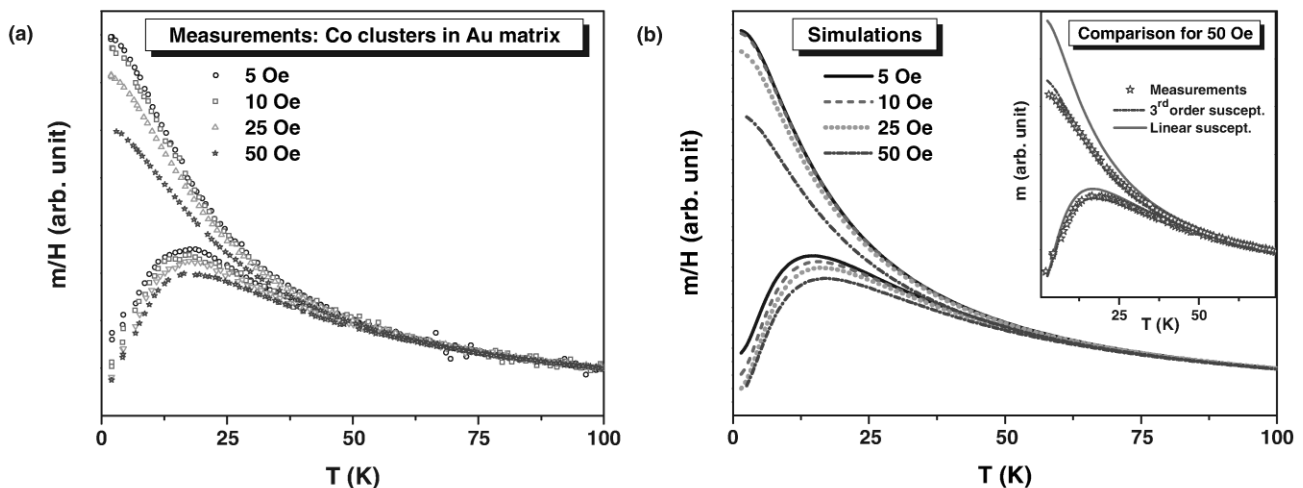 (a)
Measurements: Co clusters in Au matrix
5 Oe
10 Oe
25 Oe
50 Oe
m/H (arb. unit)
0 25 50 75 100
T (K)
(b)
Simulations
5 Oe
10 Oe
25 Oe
50 Oe
m/H (arb. unit)
0 25 50 75 100
T (K)
Comparison for 50 Oe
Measurements
3rd order suscept.
Linear suscept.
m (arb. unit)
25 50
T (K)